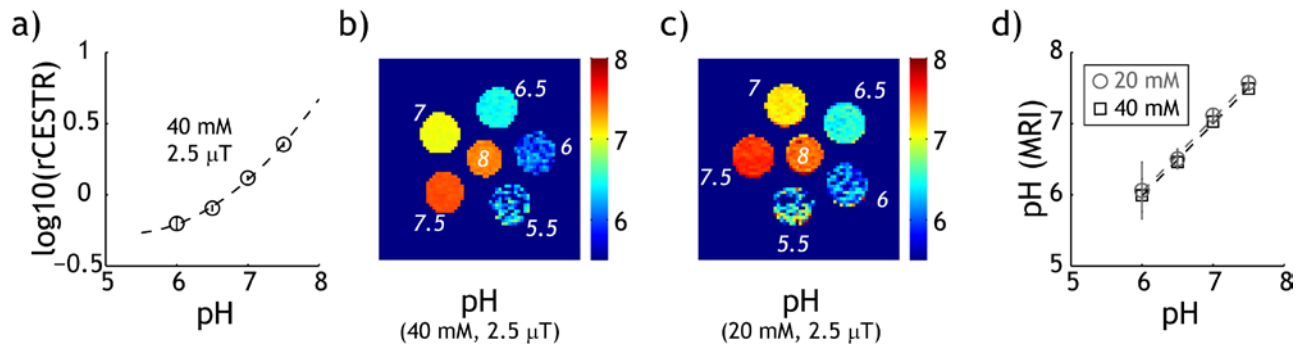 a)
log10(rCESTR)
1
0.5
0
−0.5
40 mM
2.5 μT
5 6 7 8
pH
b)
6.5
7
8
6
7.5
5.5
8
7
6
pH
(40 mM, 2.5 μT)
c)
7
6.5
8
7.5
6
5.5
8
7
6
pH
(20 mM, 2.5 μT)
d)
pH (MRI)
8
7
6
5
20 mM
40 mM
5 6 7 8
pH